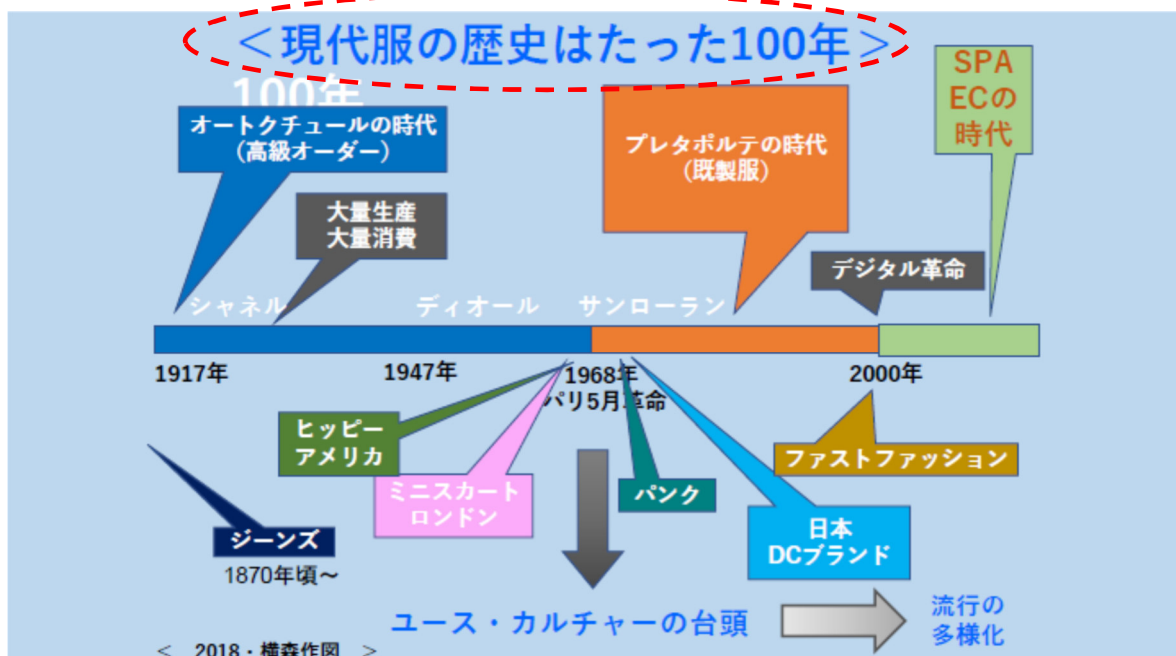 ＜現代服の歴史はたった100年＞
100年
オートクチュールの時代
(高級オーダー)
大量生産
大量消費
プレタポルテの時代
(既製服)
SPA
ECの
時代
デジタル革命
シャネル
ディオール
サンローラン
1917年
1947年
1968年
パリ5月革命
2000年
ヒッピー
アメリカ
ミニスカート
ロンドン
パンク
ファストファッション
日本
DCブランド
ジーンズ
1870年頃～
ユース・カルチャーの台頭
流行の
多様化
＜ 2018・横森作図 ＞